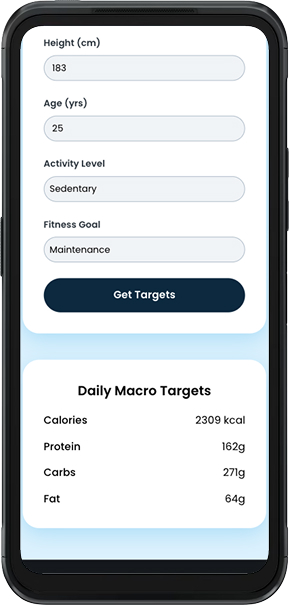 Height (cm)
183
Age (yrs)
25
Activity Level
Sedentary
Fitness Goal
Maintenance
Get Targets
Daily Macro Targets
Calories 2309 kcal
Protein 162g
Carbs 271g
Fat 64g